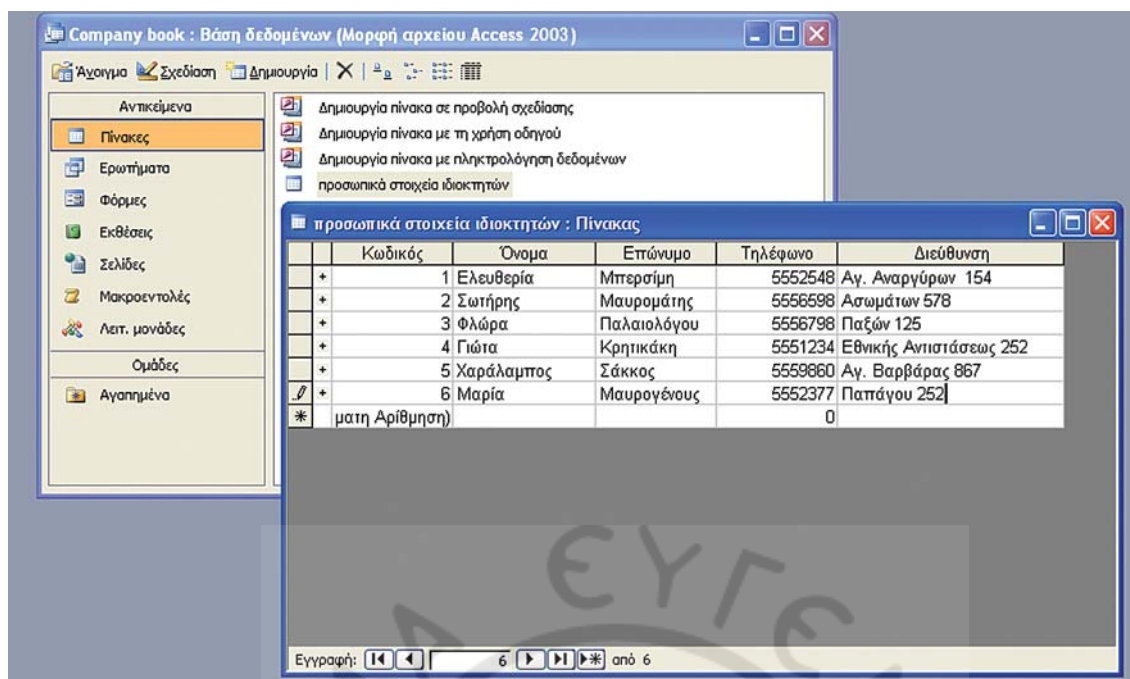 Company book : Βάση δεδομένων (Μορφή αρχείου Access 2003)
Άνοιγμα Σχεδίαση Δημιουργία
Αντικείμενα
Πίνακες
Ερωτήματα
Φόρμες
Εκθέσεις
Σελίδες
Μακροεντολές
Λειτ. μονάδες
Ομάδες
Αγαπημένα
Δημιουργία πίνακα σε προβολή σχεδίασης
Δημιουργία πίνακα με τη χρήση οδηγού
Δημιουργία πίνακα με πληκτρολόγηση δεδομένων
προσωπικά στοιχεία ιδιοκτητών
προσωπικά στοιχεία ιδιοκτητών : Πίνακας
Κωδικός Όνομα Επώνυμο Τηλέφωνο Διεύθυνση
+ 1 Ελευθερία Μπερσίμη 5552548 Αγ. Αναργύρων 154
+ 2 Σωτήρης Μαυρομάτης 5556598 Ασωμάτων 578
+ 3 Φλώρα Παλαιολόγου 5556798 Παξών 125
+ 4 Γιώτα Κρητικάκη 5551234 Εθνικής Αντιστάσεως 252
+ 5 Χαράλαμπος Σάκκος 5559860 Αγ. Βαρβάρας 867
+ 6 Μαρία Μαυρογένους 5552377 Παπάγου 252
* ματη Αρίθμηση) 0
Εγγραφή: 6 από 6